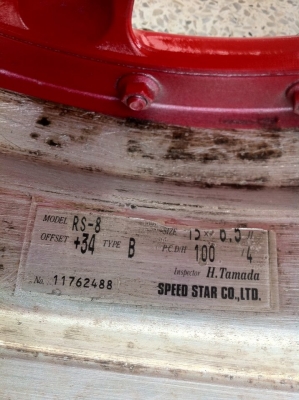 MODEL RS-8 SIZE 15 × 6.5
OFFSET +34 TYPE B P.C.D/H 100 4
Inspector H.Tamada
No. 11762488 SPEED STAR CO.,LTD.